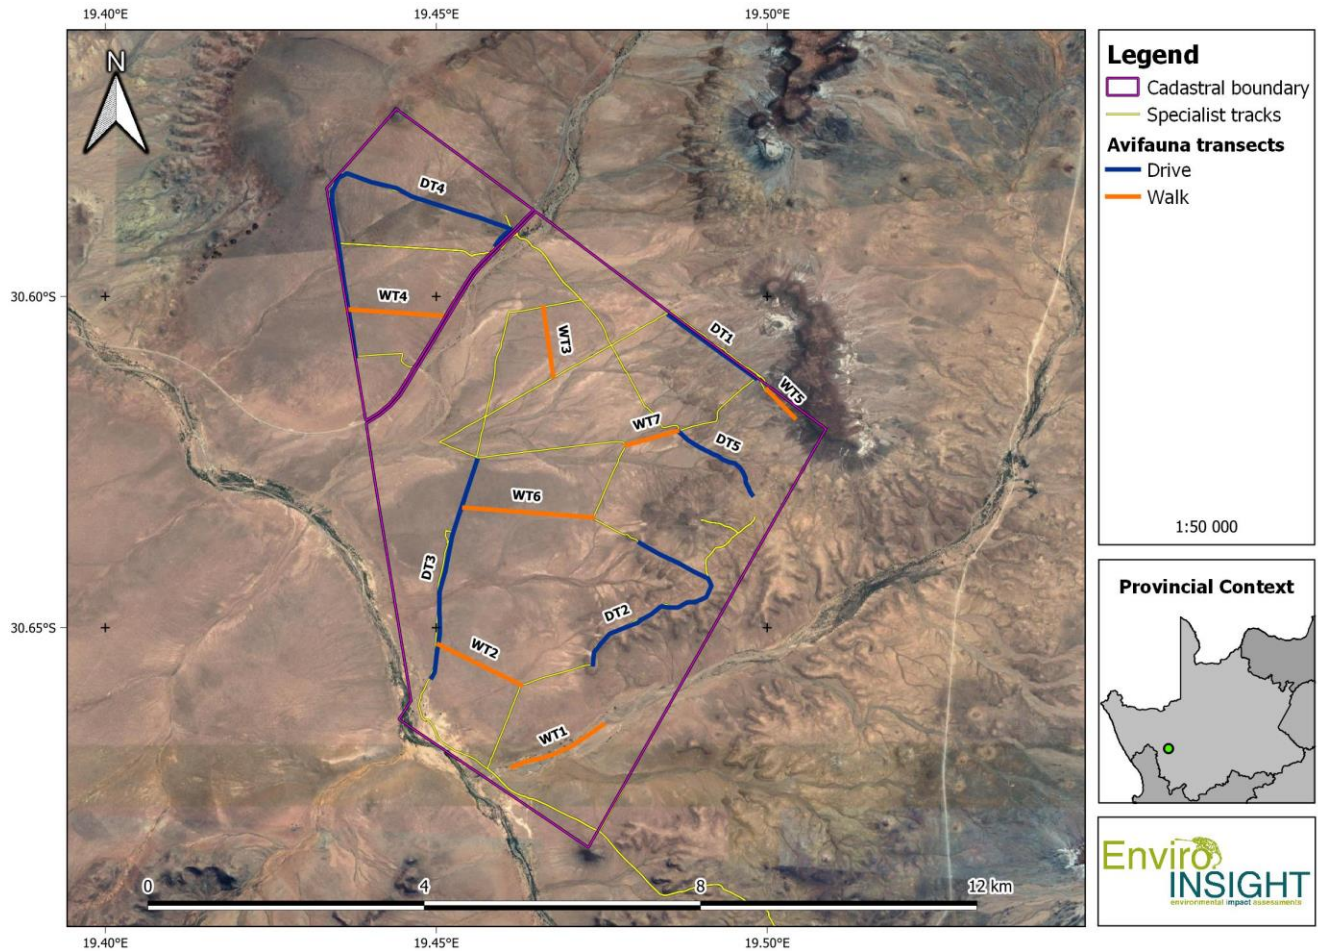 19.40°E
19.45°E
19.50°E
N
DT4
30.60°S
WT4
WT3
DT1
WT5
WT7
DT5
WT6
DT3
30.65°S
DT2
WT2
WT1
0
4
8
12 km
19.40°E
19.45°E
19.50°E
Legend
Cadastral boundary
Specialist tracks
Avifauna transects
Drive
Walk
1:50 000
Provincial Context
Enviro
INSIGHT
environmental impact assessments